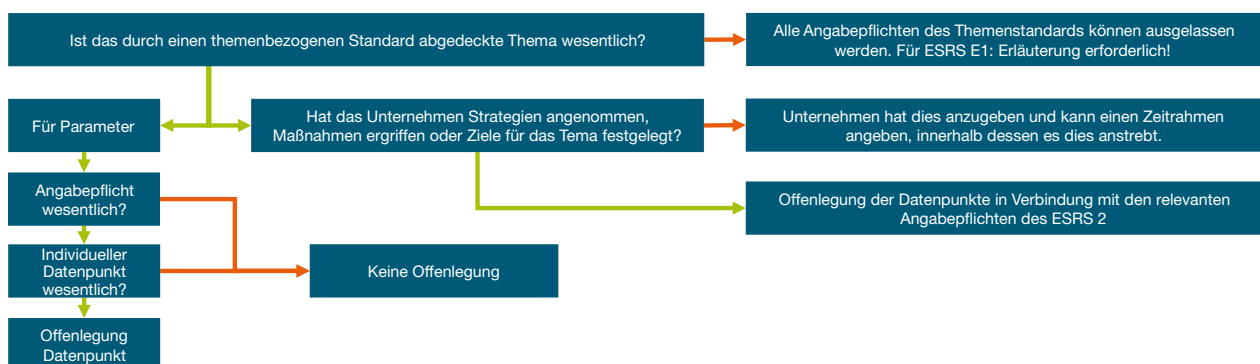 Ist das durch einen themenbezogenen Standard abgedeckte Thema wesentlich?
Alle Angabepflichten des Themenstandards können ausgelassen
werden. Für ESRS E1: Erläuterung erforderlich!
Für Parameter
Hat das Unternehmen Strategien angenommen,
Maßnahmen ergriffen oder Ziele für das Tema festgelegt?
Unternehmen hat dies anzugeben und kann einen Zeitrahmen
angeben, innerhalb dessen es dies anstrebt.
Angabepflicht
wesentlich?
Offenlegung der Datenpunkte in Verbindung mit den relevanten
Angabepflichten des ESRS 2
Individueller
Datenpunkt
wesentlich?
Keine Offenlegung
Offenlegung
Datenpunkt